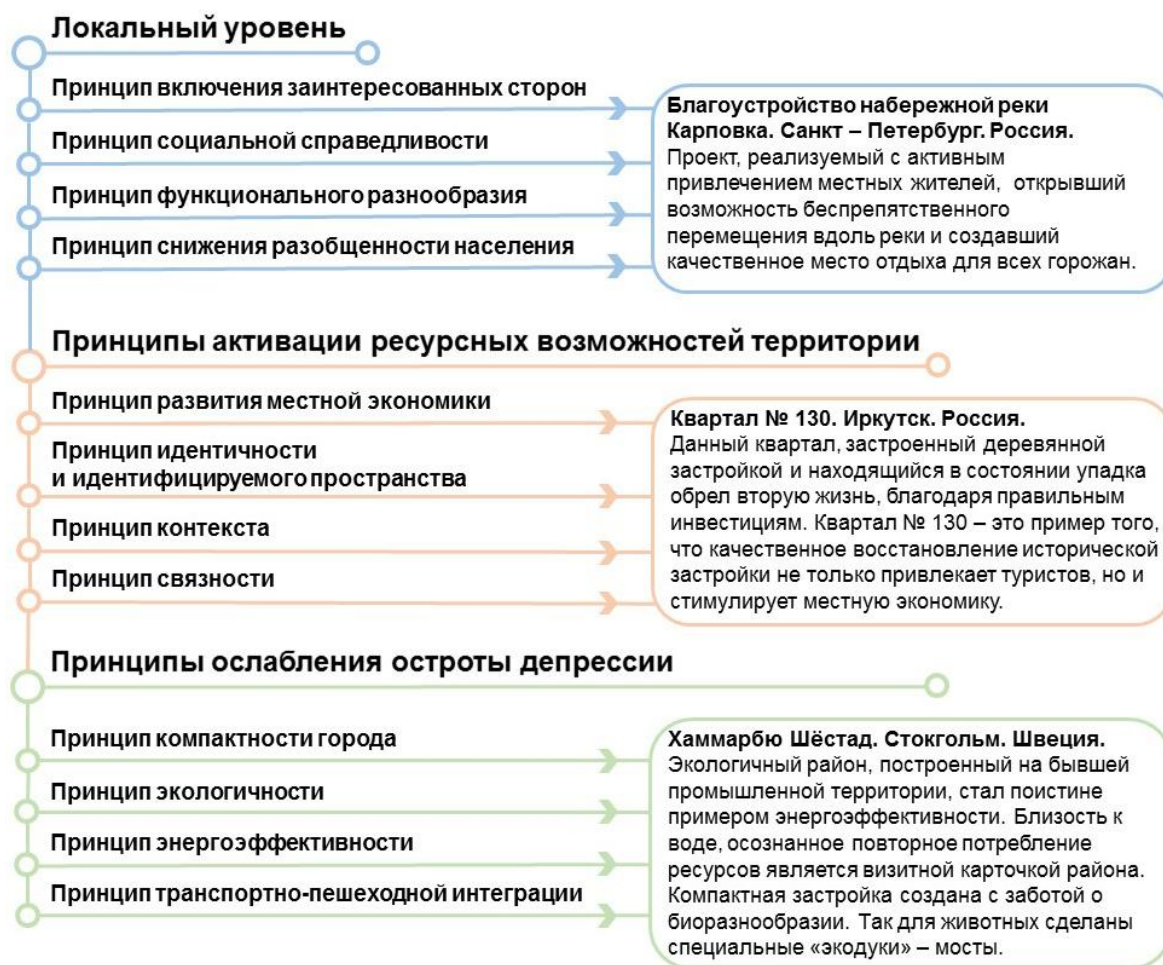 Локальный уровень
Принцип включения заинтересованных сторон
Принцип социальной справедливости
Принцип функционального разнообразия
Принцип снижения разобщенности населения
Благоустройство набережной реки
Карповка. Санкт – Петербург. Россия.
Проект, реализуемый с активным
привлечением местных жителей, открывший
возможность беспрепятственного
перемещения вдоль реки и создавший
качественное место отдыха для всех горожан.
Принципы активации ресурсных возможностей территории
Принцип развития местной экономики
Принцип идентичности
и идентифицируемого пространства
Принцип контекста
Принцип связности
Квартал № 130. Иркутск. Россия.
Данный квартал, застроенный деревянной
застройкой и находящийся в состоянии упадка
обрел вторую жизнь, благодаря правильным
инвестициям. Квартал № 130 – это пример того,
что качественное восстановление исторической
застройки не только привлекает туристов, но и
стимулирует местную экономику.
Принципы ослабления остроты депрессии
Принцип компактности города
Принцип экологичности
Принцип энергоэффективности
Принцип транспортно-пешеходной интеграции
Хаммарбю Шёстад. Стокгольм. Швеция.
Экологичный район, построенный на бывшей
промышленной территории, стал поистине
примером энергоэффективности. Близость к
воде, осознанное повторное потребление
ресурсов является визитной карточкой района.
Компактная застройка создана с заботой о
биоразнообразии. Так для животных сделаны
специальные «экодуки» – мосты.